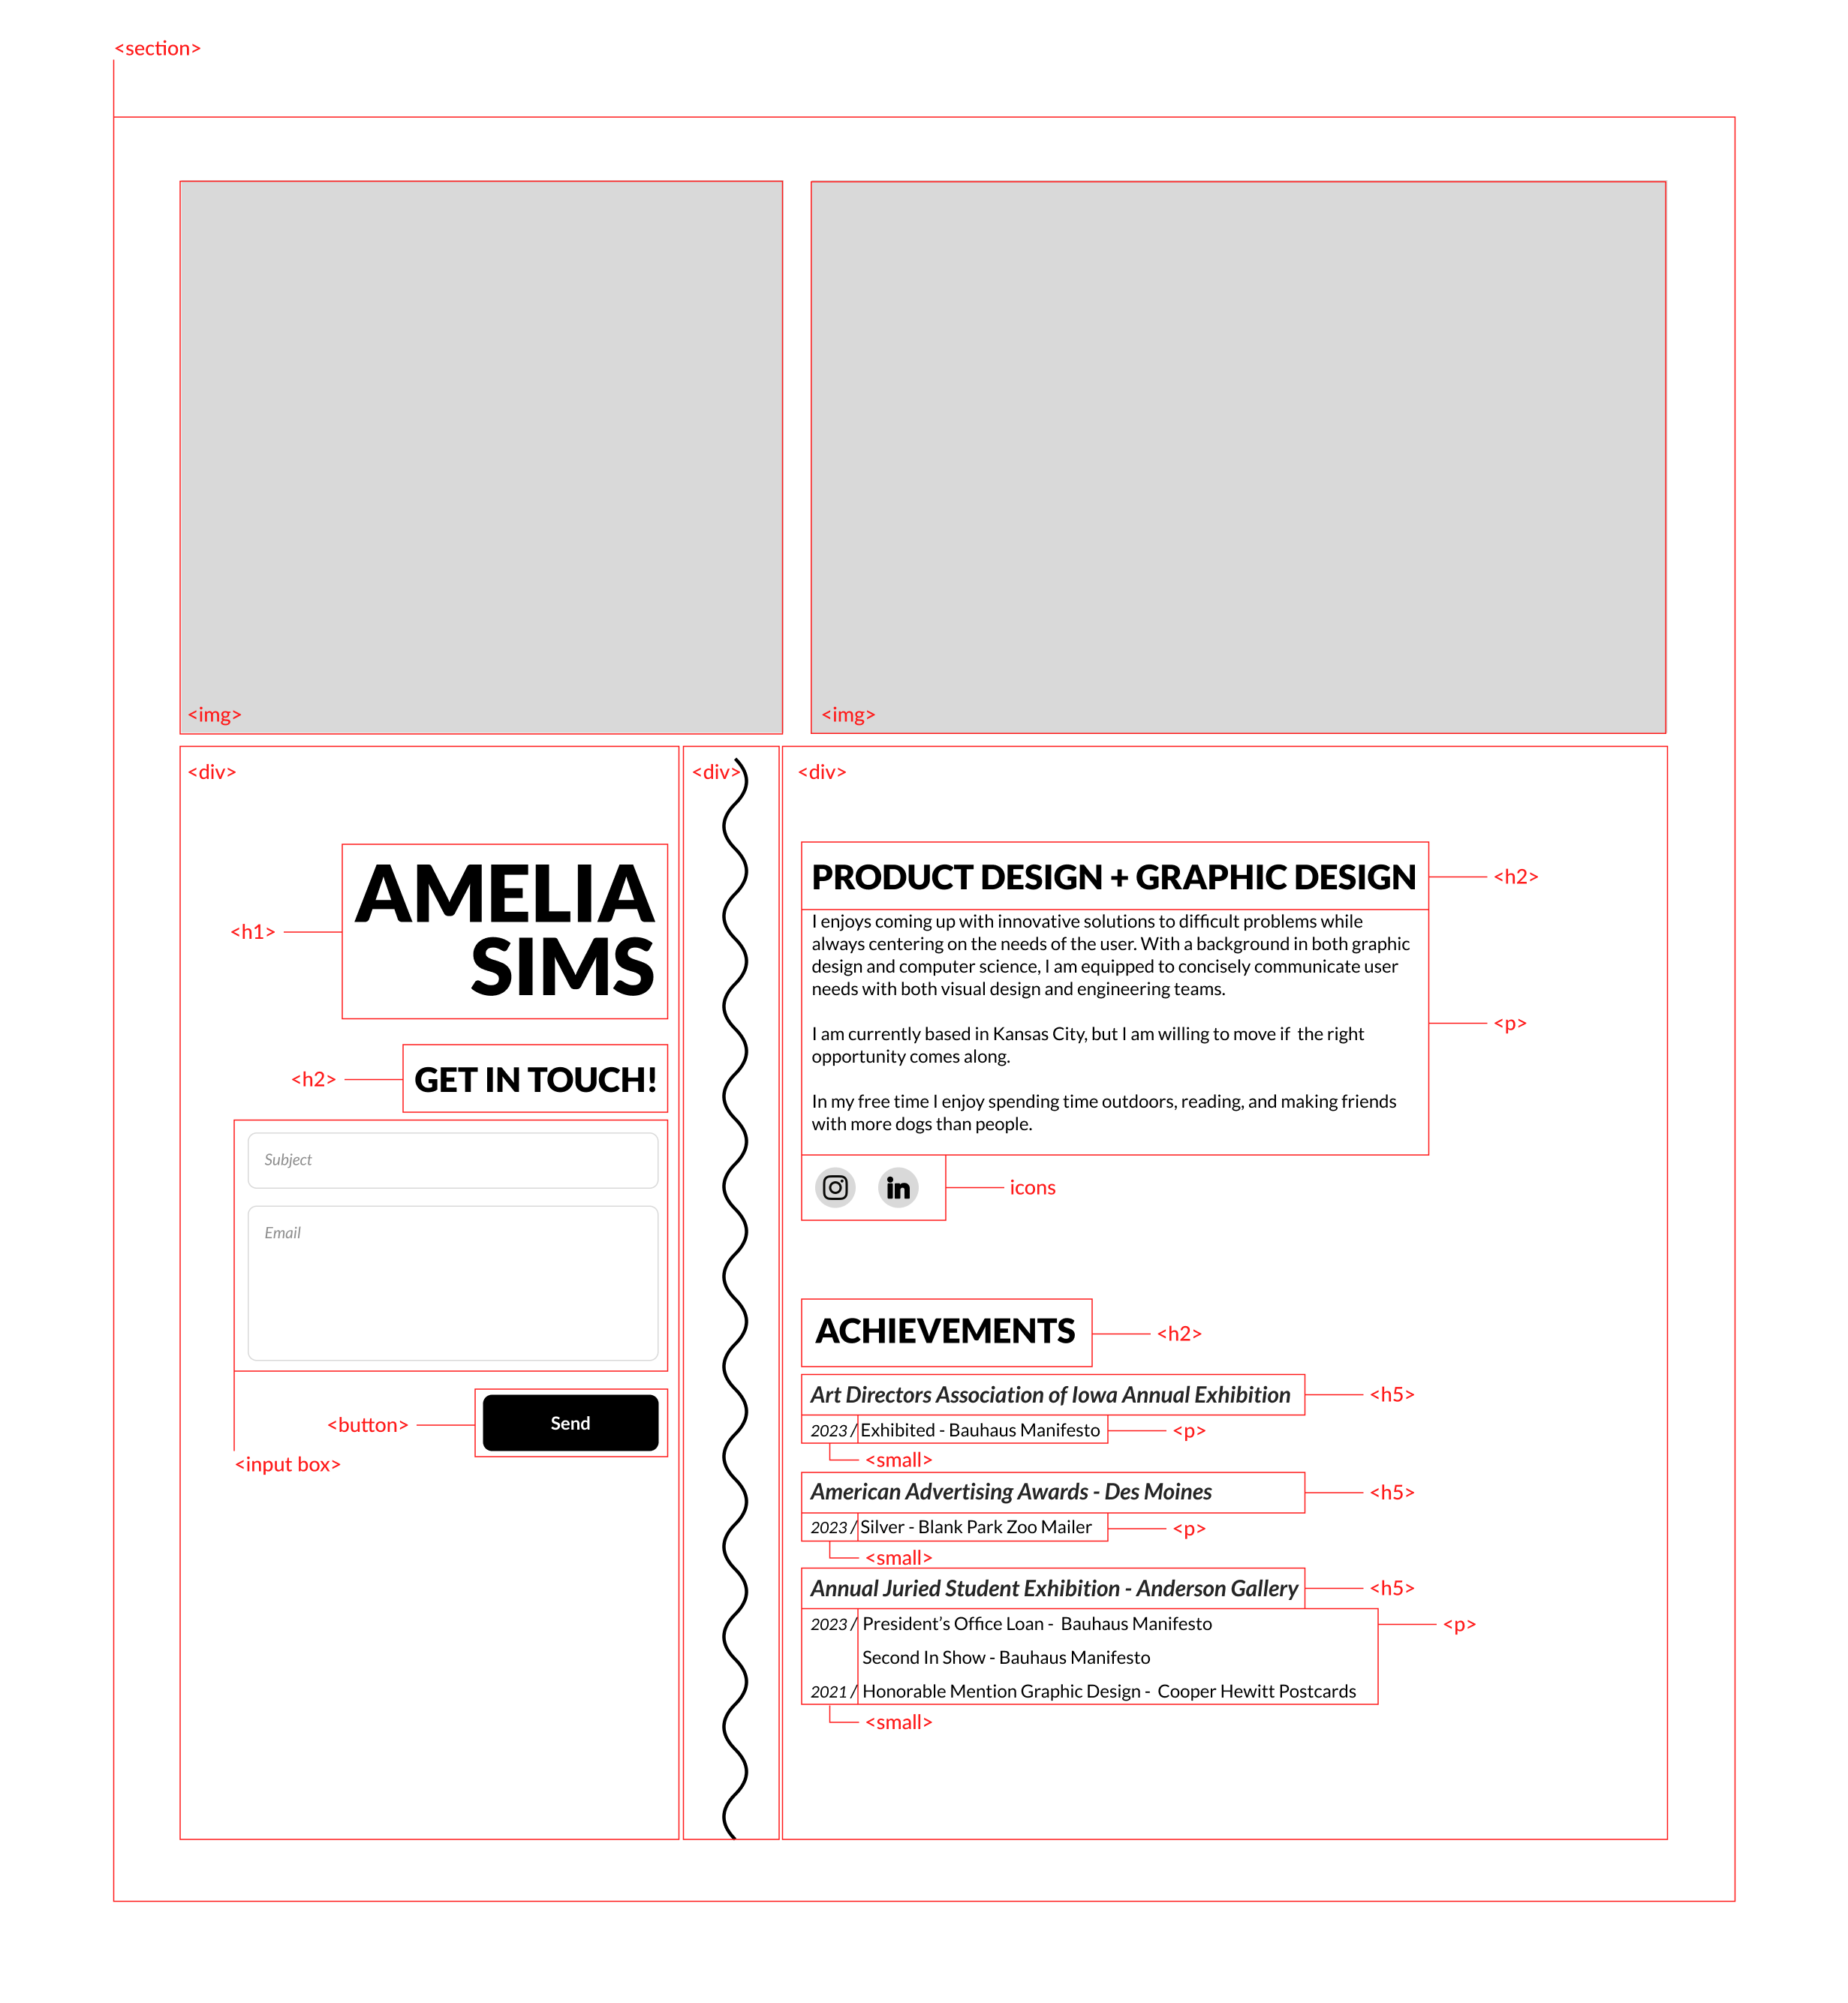 <section>
<img>
<img>
<div>
<div>
<div>
<h1>
AMELIA
SIMS
<h2>
GET IN TOUCH!
Subject
Email
<button>
Send
<input box>
PRODUCT DESIGN + GRAPHIC DESIGN
<h2>
I enjoys coming up with innovative solutions to difficult problems while
always centering on the needs of the user. With a background in both graphic
design and computer science, I am equipped to concisely communicate user
needs with both visual design and engineering teams.
I am currently based in Kansas City, but I am willing to move if  the right
opportunity comes along.
In my free time I enjoy spending time outdoors, reading, and making friends
with more dogs than people.
<p>
in
icons
ACHIEVEMENTS
<h2>
Art Directors Association of Iowa Annual Exhibition
<h5>
2023 / Exhibited - Bauhaus Manifesto
<p>
<small>
American Advertising Awards - Des Moines
<h5>
2023 / Silver - Blank Park Zoo Mailer
<p>
<small>
Annual Juried Student Exhibition - Anderson Gallery
<h5>
2023 / President’s Office Loan -  Bauhaus Manifesto
<p>
Second In Show - Bauhaus Manifesto
2021 / Honorable Mention Graphic Design -  Cooper Hewitt Postcards
<small>